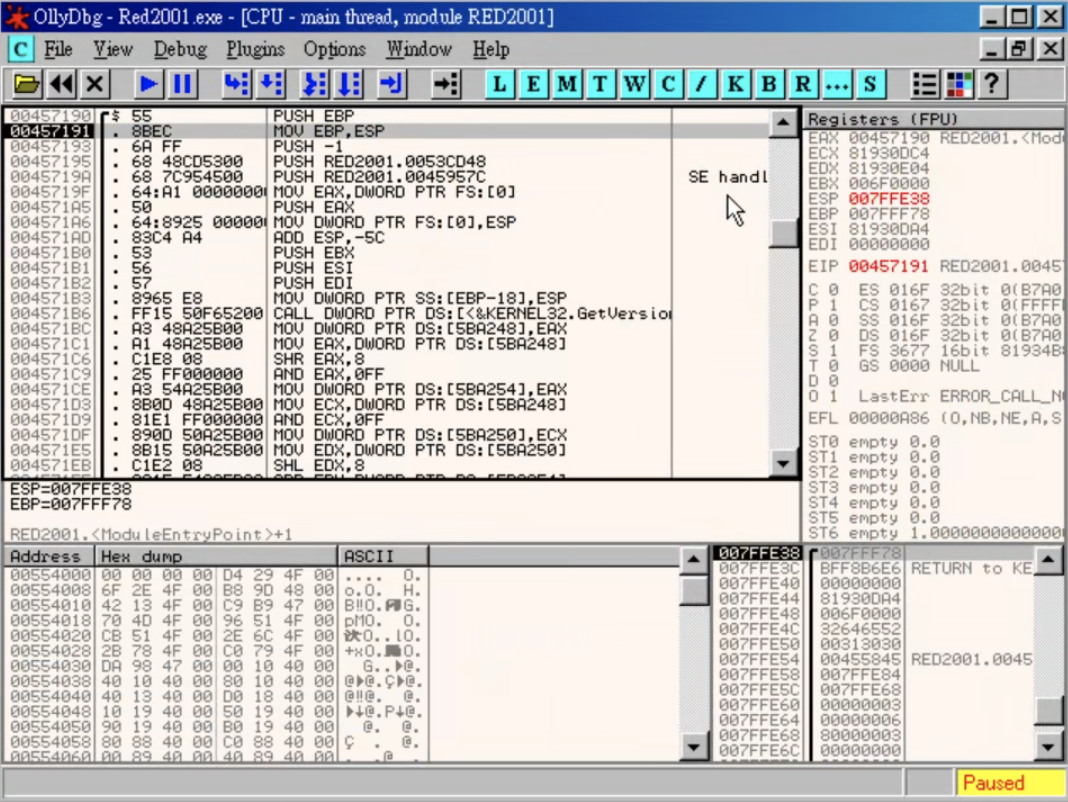 OllyDbg - Red2001.exe - [CPU - main thread, module RED2001]
C File View Debug Plugins Options Window Help
L E M T W C / K B R ... S ?
00457190 $ 55 PUSH EBP
00457191 . 8BEC MOV EBP,ESP
00457193 . 6A FF PUSH -1
00457195 . 68 48CD5300 PUSH RED2001.0053CD48
0045719A . 68 7C954500 PUSH RED2001.0045957C SE handl
0045719F . 64:A1 0000000 MOV EAX,DWORD PTR FS:[0]
004571A5 . 50 PUSH EAX
004571A6 . 64:8925 00000 MOV DWORD PTR FS:[0],ESP
004571AD . 83C4 A4 ADD ESP,-5C
004571B0 . 53 PUSH EBX
004571B1 . 56 PUSH ESI
004571B2 . 57 PUSH EDI
004571B3 . 8965 E8 MOV DWORD PTR SS:[EBP-18],ESP
004571B6 . FF15 50F65200 CALL DWORD PTR DS:[<&KERNEL32.GetVersio
004571BC . A3 48A25B00 MOV DWORD PTR DS:[5BA248],EAX
004571C1 . A1 48A25B00 MOV EAX,DWORD PTR DS:[5BA248]
004571C6 . C1E8 08 SHR EAX,8
004571C9 . 25 FF000000 AND EAX,0FF
004571CE . A3 54A25B00 MOV DWORD PTR DS:[5BA254],EAX
004571D3 . 8B0D 48A25B00 MOV ECX,DWORD PTR DS:[5BA248]
004571D9 . 81E1 FF000000 AND ECX,0FF
004571DF . 890D 50A25B00 MOV DWORD PTR DS:[5BA250],ECX
004571E5 . 8B15 50A25B00 MOV EDX,DWORD PTR DS:[5BA250]
004571EB . C1E2 08 SHL EDX,8
ESP=007FFE38
EBP=007FFF78
RED2001.<ModuleEntryPoint>+1
Registers (FPU)
EAX 00457190 RED2001.<Mod
ECX 81930DC4
EDX 81930E04
EBX 006F0000
ESP 007FFE38
EBP 007FFF78
ESI 81930DA4
EDI 00000000
EIP 00457191 RED2001.0045
C 0 ES 016F 32bit 0(B7A0
P 1 CS 0167 32bit 0(FFFF
A 0 SS 016F 32bit 0(B7A0
Z 0 DS 016F 32bit 0(B7A0
S 1 FS 3677 16bit 81934B
T 0 GS 0000 NULL
D 0
O 1 LastErr ERROR_CALL_N
EFL 00000A86 (O,NB,NE,A,S
ST0 empty 0.0
ST1 empty 0.0
ST2 empty 0.0
ST3 empty 0.0
ST4 empty 0.0
ST5 empty 0.0
ST6 empty 1.0000000000000
Address Hex dump ASCII
00554000 00 00 00 00 D4 29 4F 00 .... O.
00554008 6F 2E 4F 00 B8 9D 48 00 o.O. H.
00554010 42 13 4F 00 C9 B9 47 00
00554018 70 4D 4F 00 96 51 4F 00 pMO. O.
00554020 CB 51 4F 00 2E 6C 4F 00
00554028 2B 78 4F 00 C0 79 4F 00
00554030 DA 98 47 00 00 10 40 00
00554038 40 10 40 00 80 10 40 00
00554040 40 13 40 00 D0 18 40 00
00554048 10 19 40 00 50 19 40 00
00554050 90 19 40 00 B0 19 40 00
00554058 80 88 40 00 C0 88 40 00
00554060 00 89 40 00 40 89 40 00
007FFE38 007FFF78
007FFE3C BFF8B6E6 RETURN to KE
007FFE40 00000000
007FFE44 81930DA4
007FFE48 006F0000
007FFE4C 32646552
007FFE50 00313030
007FFE54 00455845 RED2001.0045
007FFE58 007FFE84
007FFE5C 007FFE68
007FFE60 00000003
007FFE64 00000006
007FFE68 80000003
007FFE6C 00000000
Paused